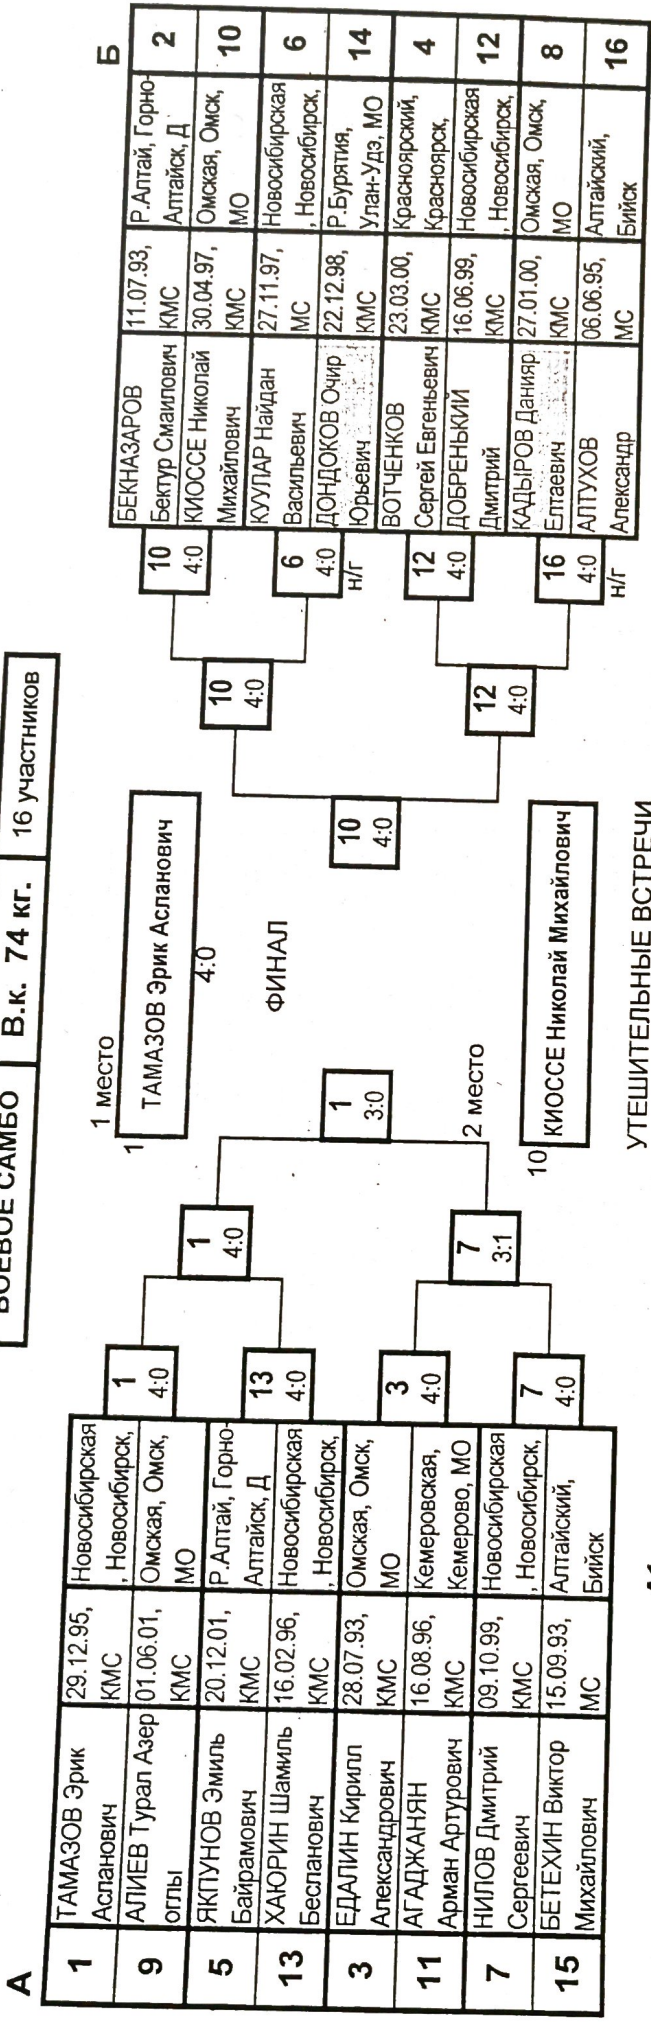 БОЕВОЕ САМБО
В.к. 74 кг.
16 участников
А
1
ТАМАЗОВ Эрик
Асланович
29.12.95,
КМС
Новосибирская
, Новосибирск,
9
АЛИЕВ Турал Азер
оглы
01.06.01,
КМС
Омская, Омск,
МО
5
ЯКПУНОВ Эмиль
Байрамович
20.12.01,
КМС
Р.Алтай, Горно-
Алтайск, Д
13
ХАЮРИН Шамиль
Бесланович
16.02.96,
КМС
Новосибирская
, Новосибирск,
3
ЕДАЛИН Кирилл
Александрович
28.07.93,
КМС
Омская, Омск,
МО
11
АГАДЖАНЯН
Арман Артурович
16.08.96,
КМС
Кемеровская,
Кемерово, МО
7
НИЛОВ Дмитрий
Сергеевич
09.10.99,
КМС
Новосибирская
, Новосибирск,
15
БЕТЕХИН Виктор
Михайлович
15.09.93,
МС
Алтайский,
Бийск
1
4:0
13
4:0
3
4:0
7
4:0
1
4:0
7
3:1
1
3:0
1 место
1
ТАМАЗОВ Эрик Асланович
4:0
ФИНАЛ
2 место
10
КИОССЕ Николай Михайлович
УТЕШИТЕЛЬНЫЕ ВСТРЕЧИ
10
4:0
10
4:0
12
4:0
10
4:0
6
4:0
н/г
12
4:0
16
4:0
н/г
Б
БЕКНАЗАРОВ
Бектур Смаилович
11.07.93,
КМС
Р.Алтай, Горно-
Алтайск, Д
2
КИОССЕ Николай
Михайлович
30.04.97,
КМС
Омская, Омск,
МО
10
КУУЛАР Найдан
Васильевич
27.11.97,
МС
Новосибирская
, Новосибирск,
6
ДОНДОКОВ Очир
Юрьевич
22.12.98,
КМС
Р.Бурятия,
Улан-Удэ, МО
14
ВОТЧЕНКОВ
Сергей Евгеньевич
23.03.00,
КМС
Красноярский,
Красноярск,
4
ДОБРЕНЬКИЙ
Дмитрий
16.06.99,
КМС
Новосибирская
, Новосибирск,
12
КАДЫРОВ Данияр
Елтаевич
27.01.00,
КМС
Омская, Омск,
МО
8
АЛТУХОВ
Александр
06.06.95,
МС
Алтайский,
Бийск
16